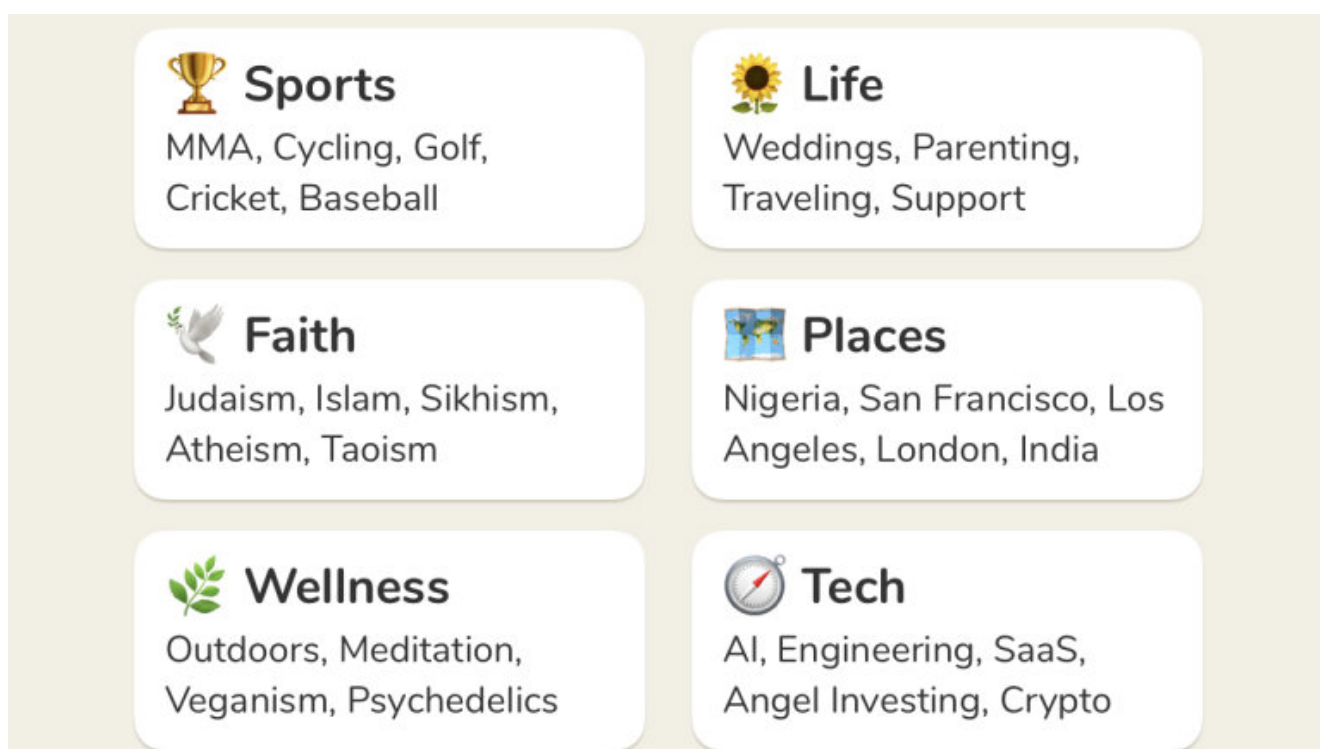 Sports
MMA, Cycling, Golf,
Cricket, Baseball
Life
Weddings, Parenting,
Traveling, Support
Faith
Judaism, Islam, Sikhism,
Atheism, Taoism
Places
Nigeria, San Francisco, Los
Angeles, London, India
Wellness
Outdoors, Meditation,
Veganism, Psychedelics
Tech
AI, Engineering, SaaS,
Angel Investing, Crypto